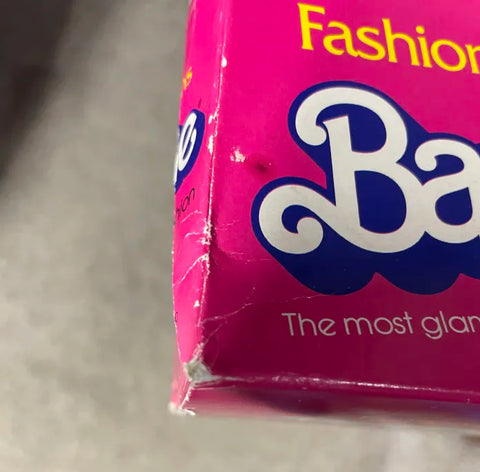 Fashion
Ba
The most glam